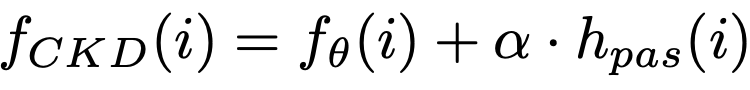 f_{CKD}(i) = f_θ(i) + α · h_{pas}(i)